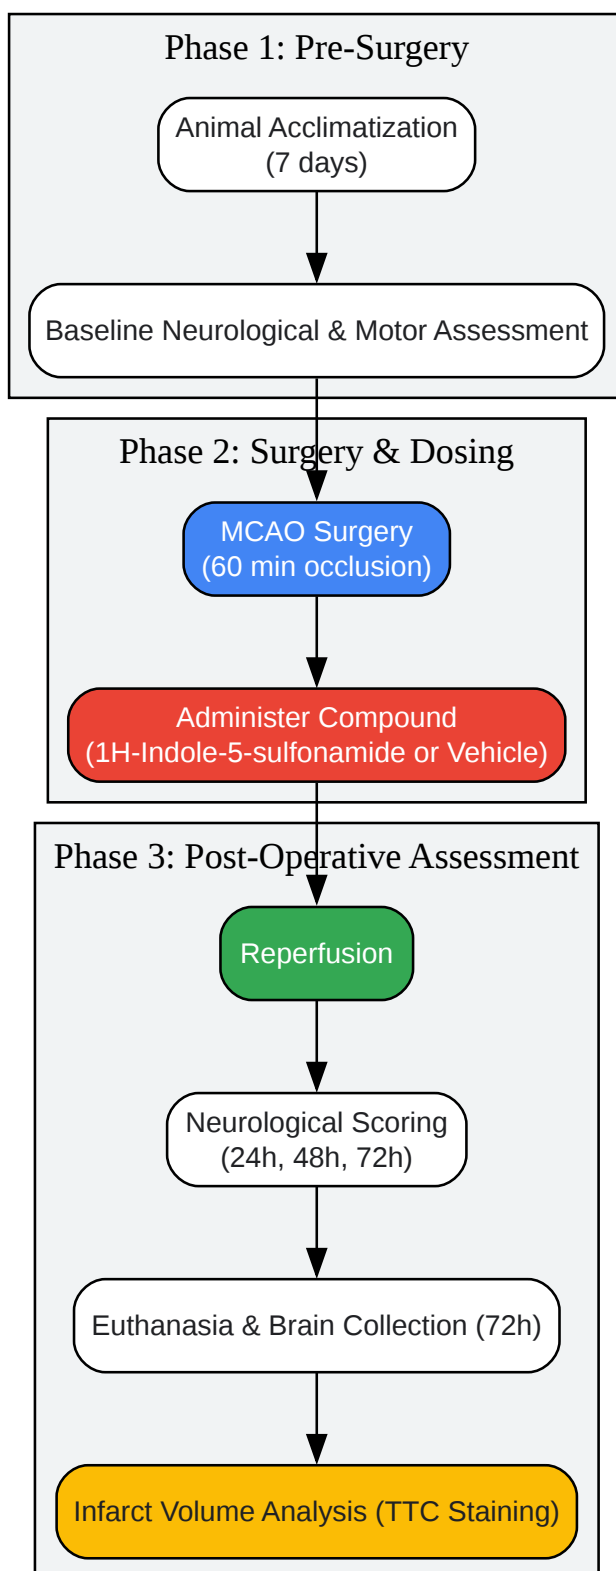 Phase 1: Pre-Surgery
Animal Acclimatization
(7 days)
Baseline Neurological & Motor Assessment
Phase 2: Surgery & Dosing
MCAO Surgery
(60 min occlusion)
Administer Compound
(1H-Indole-5-sulfonamide or Vehicle)
Phase 3: Post-Operative Assessment
Reperfusion
Neurological Scoring
(24h, 48h, 72h)
Euthanasia & Brain Collection (72h)
Infarct Volume Analysis (TTC Staining)